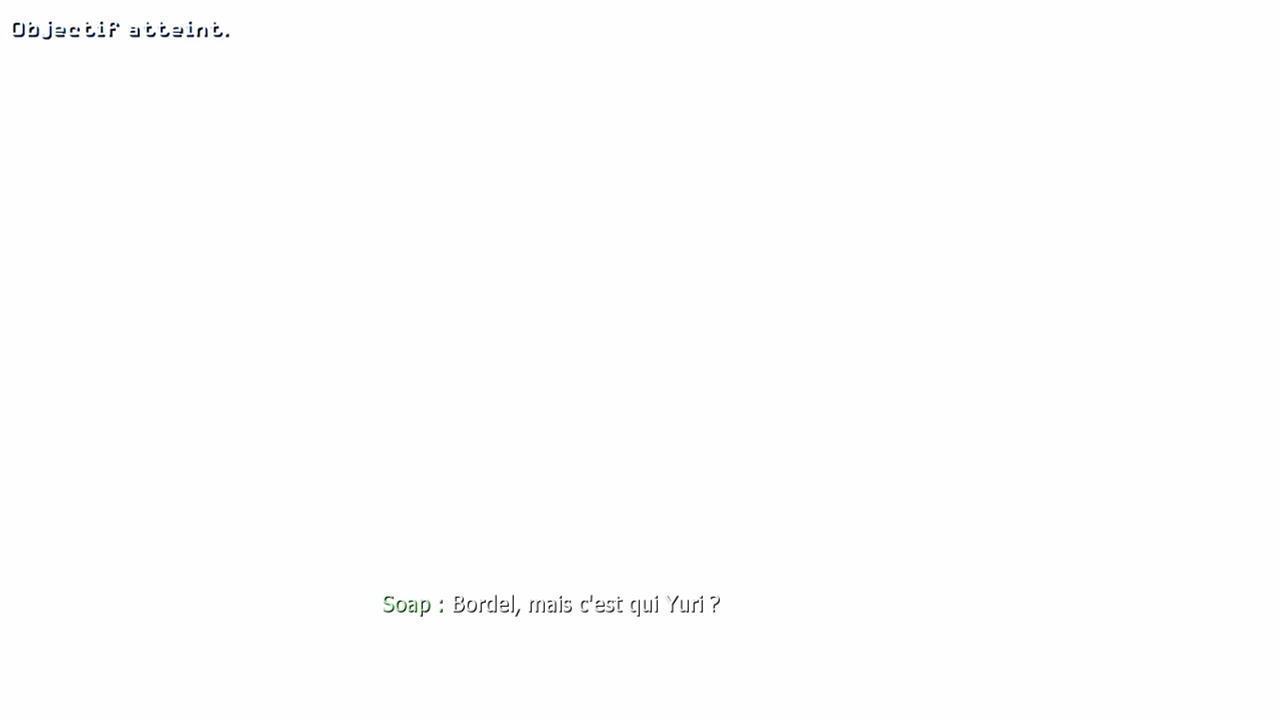 Objectif atteint.
Soap : Bordel, mais c'est qui Yuri ?